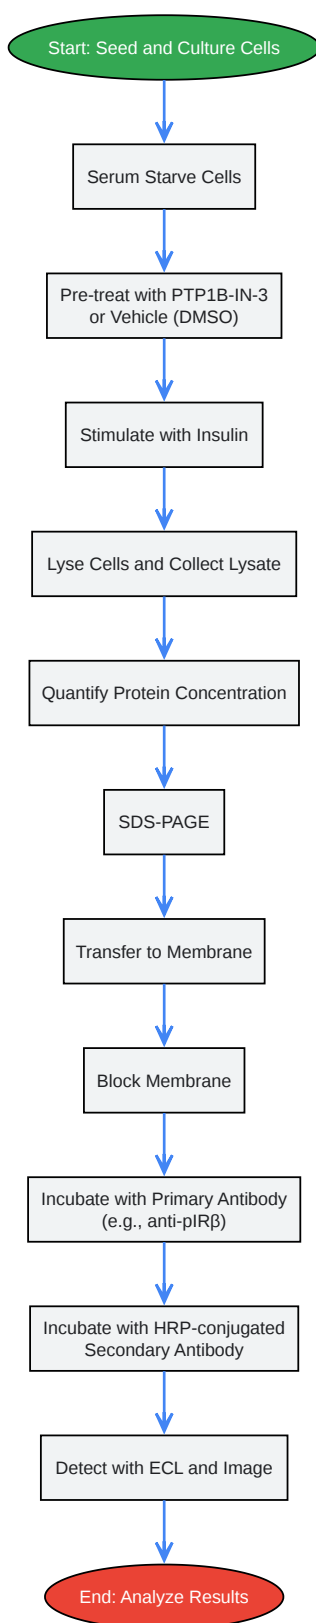 Start: Seed and Culture Cells
Serum Starve Cells
Pre-treat with PTP1B-IN-3
or Vehicle (DMSO)
Stimulate with Insulin
Lyse Cells and Collect Lysate
Quantify Protein Concentration
SDS-PAGE
Transfer to Membrane
Block Membrane
Incubate with Primary Antibody
(e.g., anti-pIRβ)
Incubate with HRP-conjugated
Secondary Antibody
Detect with ECL and Image
End: Analyze Results